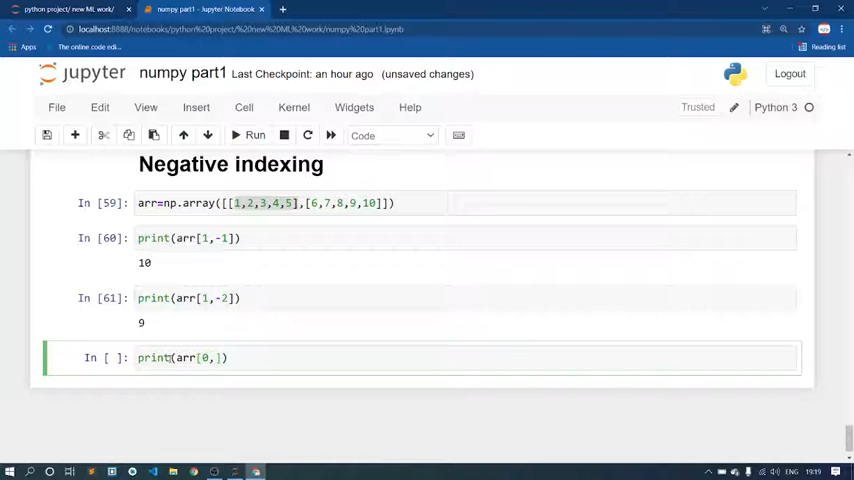 python project/ new ML work/
numpy part1 - Jupyter Notebook
localhost:8888/notebooks/python%20project/%20new%20ML%20work/numpy%20part1.ipynb
Apps
The online code edi...
Reading list
jupyter
numpy part1 Last Checkpoint: an hour ago (unsaved changes)
Logout
File Edit View Insert Cell Kernel Widgets Help
Trusted
Python 3
Run
Code
Negative indexing
In [59]: arr=np.array([[1,2,3,4,5],[6,7,8,9,10]])
In [60]: print(arr[1,-1])
10
In [61]: print(arr[1,-2])
9
In [ ]: print(arr[0,])
ENG
19:19